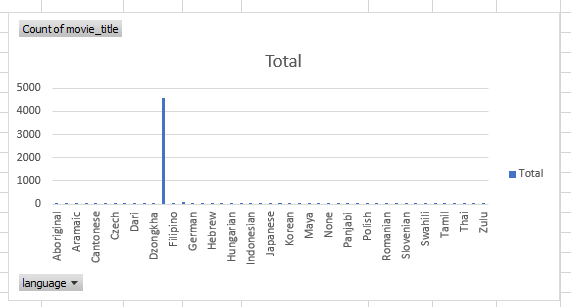 Count of movie_title
Total
5000
4000
3000
2000
1000
0
Total
Aboriginal
Aramaic
Cantonese
Czech
Dari
Dzongkha
Filipino
German
Hebrew
Hungarian
Indonesian
Japanese
Korean
Maya
None
Panjabi
Polish
Romanian
Slovenian
Swahili
Tamil
Thai
Zulu
language